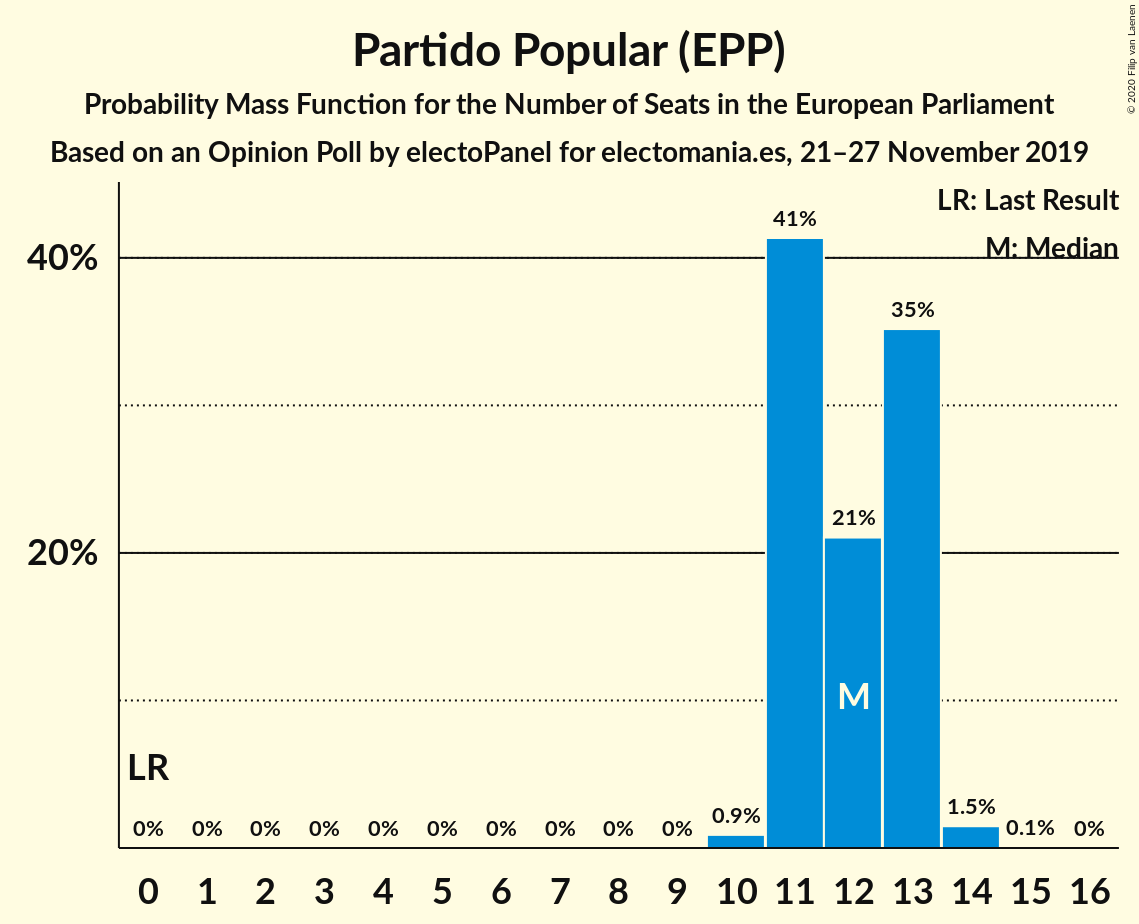 Partido Popular (EPP)
Probability Mass Function for the Number of Seats in the European Parliament
Based on an Opinion Poll by electoPanel for electomania.es, 21–27 November 2019
© 2020 Filip van Laenen
LR: Last Result
M: Median
40%
20%
41%
35%
21%
M
LR
0% 0% 0% 0% 0% 0% 0% 0% 0% 0% 0.9% 1.5% 0.1% 0%
0 1 2 3 4 5 6 7 8 9 10 11 12 13 14 15 16